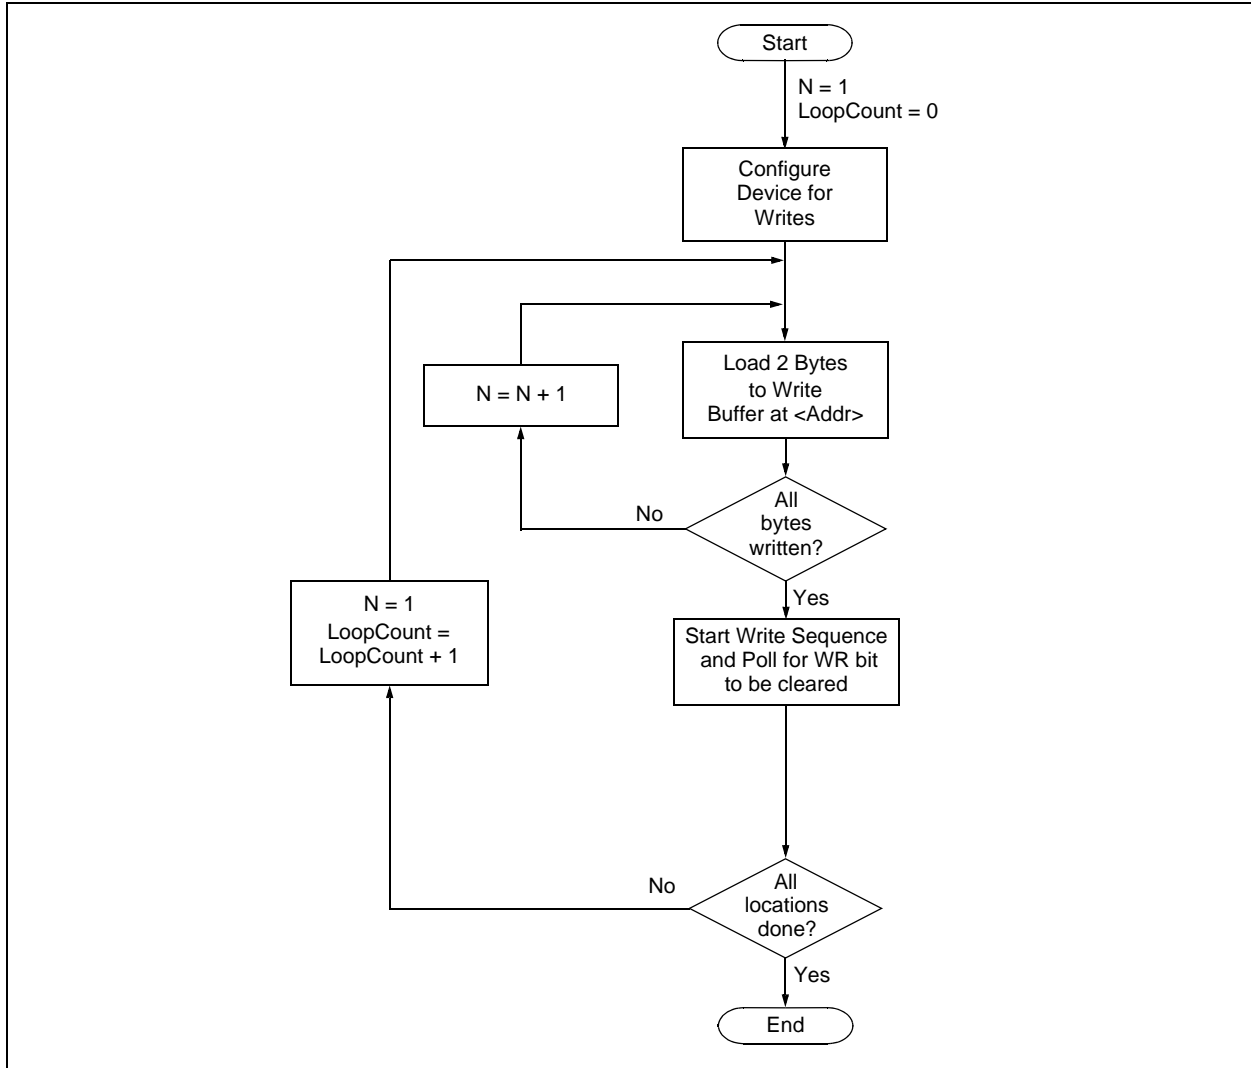 Start
N = 1
LoopCount = 0
Configure
Device for
Writes
Load 2 Bytes
to Write
Buffer at <Addr>
N = N + 1
All
bytes
written?
No
Yes
N = 1
LoopCount =
LoopCount + 1
Start Write Sequence
and Poll for WR bit
to be cleared
All
locations
done?
No
Yes
End